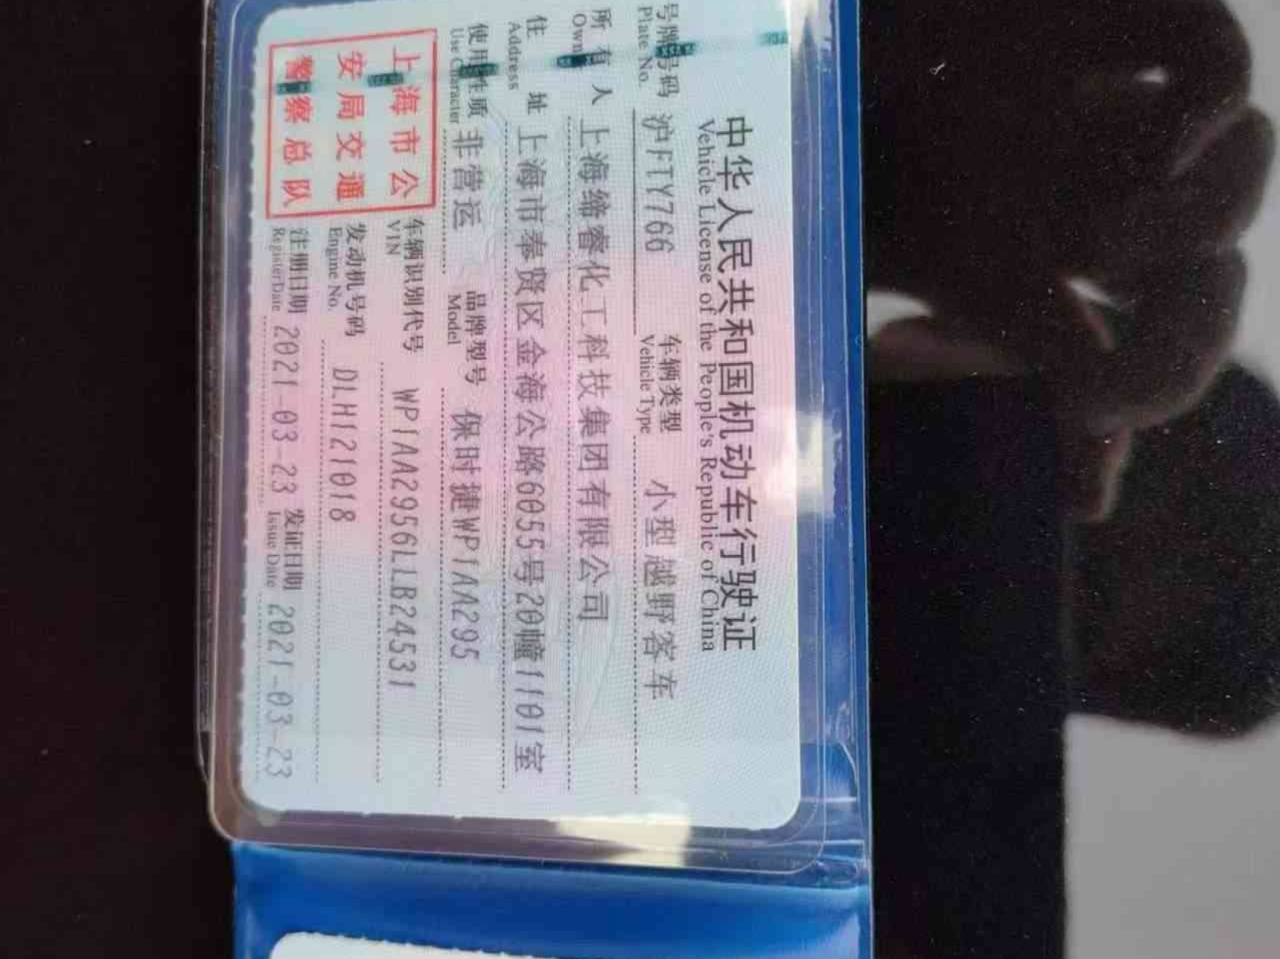 中华人民共和国机动车行驶证
Vehicle License of the People's Republic of China
号牌号码 沪FTY766 车辆类型 小型越野客车
Plate No. Vehicle Type
所有人 上海缔睿化工科技集团有限公司
Owner
住址 上海市奉贤区金海公路6055号20幢1101室
Address
使用性质 非营运 品牌型号 保时捷WP1AA295
Use Character Model
上海市公
安局交通
警察总队
车辆识别代号 WP1AA2956LLB24531
VIN
发动机号码 DLH121018
Engine No.
注册日期 2021-03-23 发证日期 2021-03-23
Register Date Issue Date